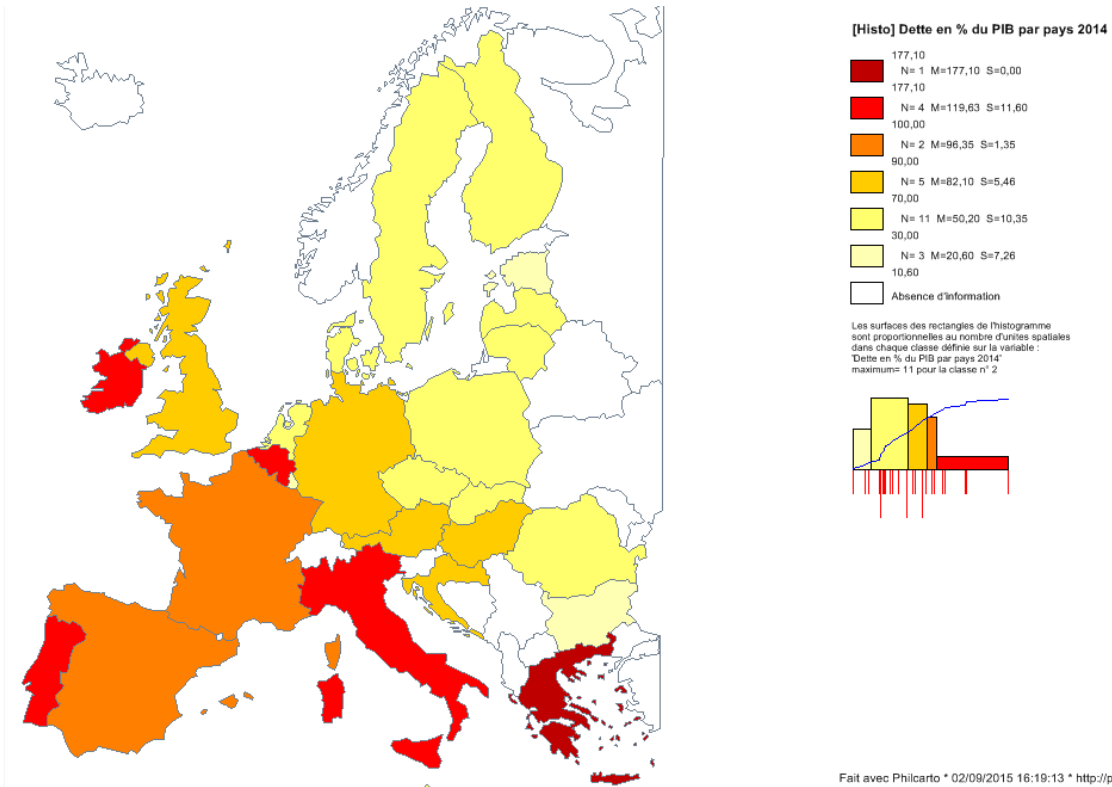 [Histo] Dette en % du PIB par pays 2014
177,10
N= 1 M=177,10 S=0,00
177,10
N= 4 M=119,63 S=11,60
100,00
N= 2 M=96,35 S=1,35
90,00
N= 5 M=82,10 S=5,46
70,00
N= 11 M=50,20 S=10,35
30,00
N= 3 M=20,60 S=7,26
10,60
Absence d'information
Les surfaces des rectangles de l'histogramme
sont proportionnelles au nombre d'unites spatiales
dans chaque classe définie sur la variable :
'Dette en % du PIB par pays 2014'
maximum= 11 pour la classe n° 2
Fait avec Philcarto * 02/09/2015 16:19:13 * http://p